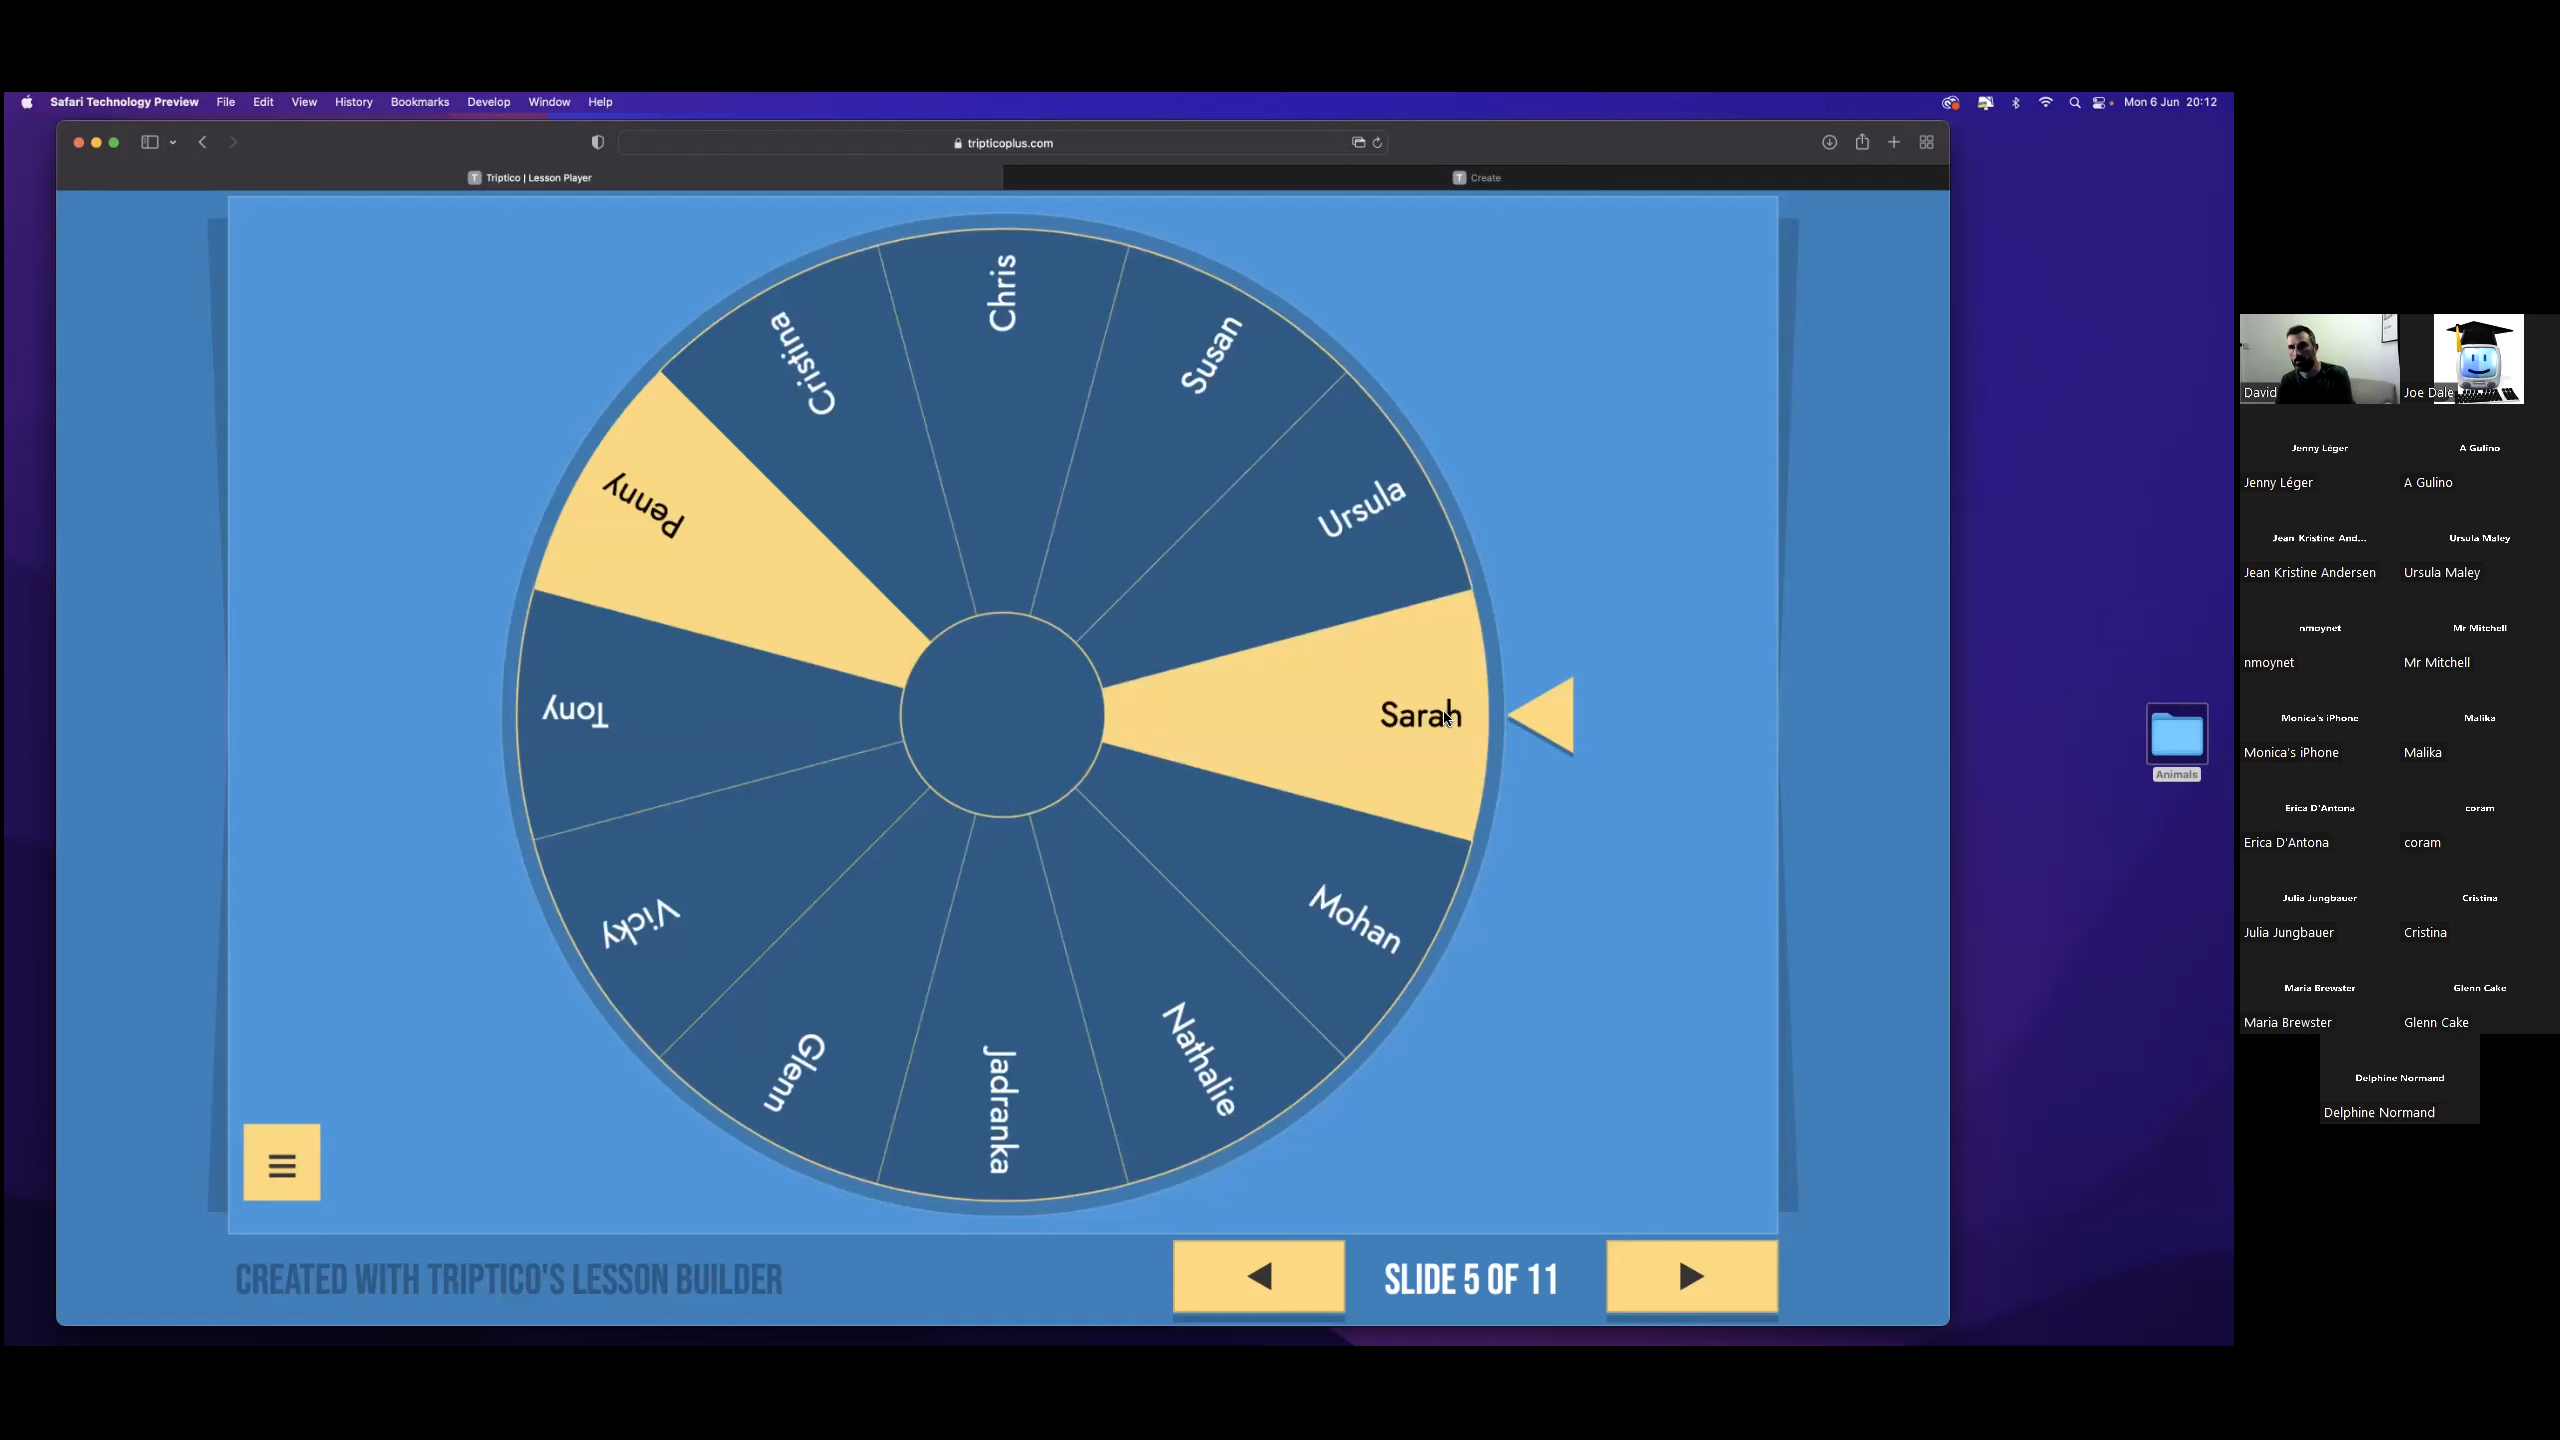 Safari Technology Preview File Edit View History Bookmarks Develop Window Help
Mon 6 Jun 20:12
tripticoplus.com
T Triptico | Lesson Player
T Create
Chris
Susan
Ursula
Sarah
Mohan
Nathalie
Jadranka
Glenn
Vicky
Tony
Penny
Cristina
CREATED WITH TRIPTICO'S LESSON BUILDER
SLIDE 5 OF 11
Animals
David
Joe Dale
Jenny Léger
A Gulino
Jenny Léger
A Gulino
Jean Kristine And...
Ursula Maley
Jean Kristine Andersen
Ursula Maley
nmoynet
Mr Mitchell
nmoynet
Mr Mitchell
Monica's iPhone
Malika
Monica's iPhone
Malika
Erica D'Antona
coram
Erica D'Antona
coram
Julia Jungbauer
Cristina
Julia Jungbauer
Cristina
Maria Brewster
Glenn Cake
Maria Brewster
Glenn Cake
Delphine Normand
Delphine Normand